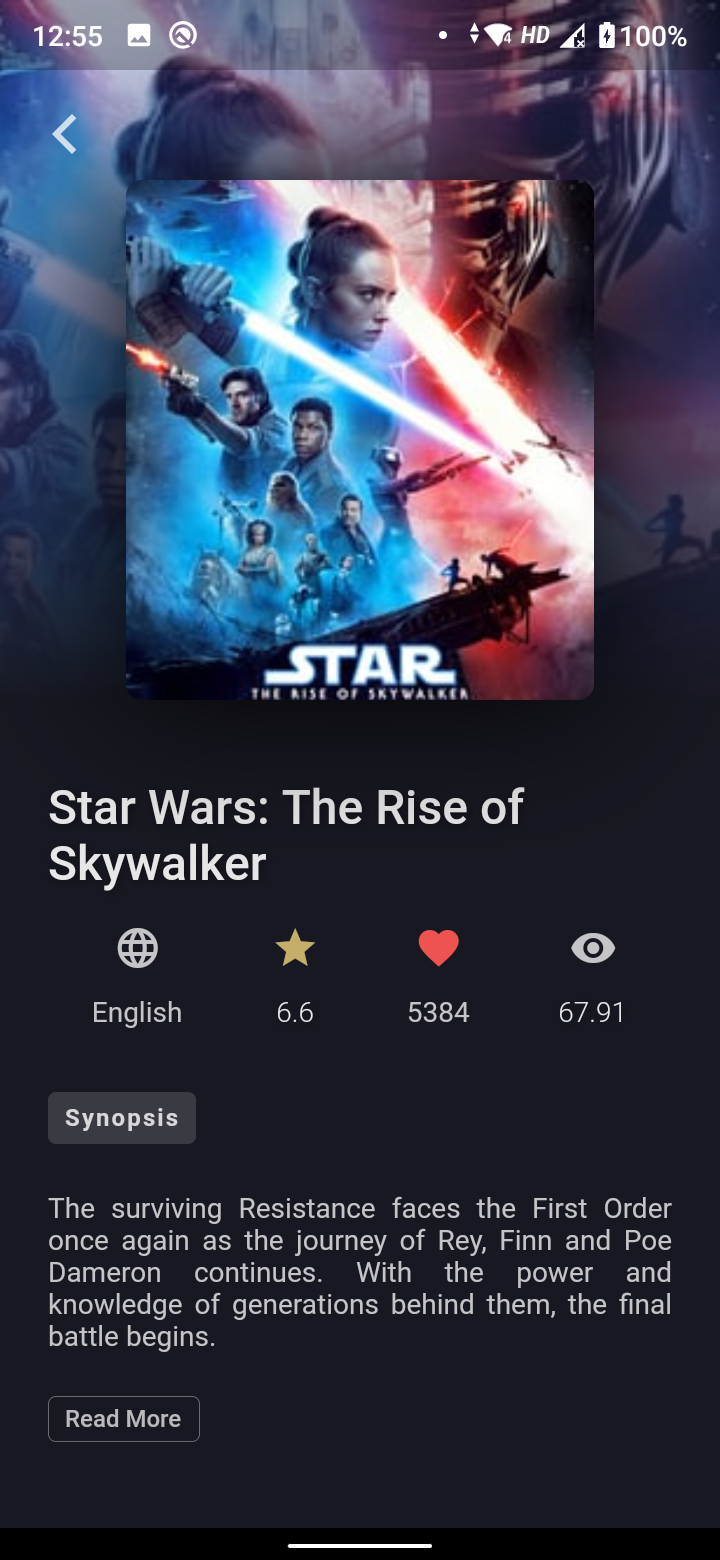 12:55 4 HD 100%
STAR
THE RISE OF SKYWALKER
Star Wars: The Rise of
Skywalker
English 6.6 5384 67.91
Synopsis
The surviving Resistance faces the First Order
once again as the journey of Rey, Finn and Poe
Dameron continues. With the power and
knowledge of generations behind them, the final
battle begins.
Read More